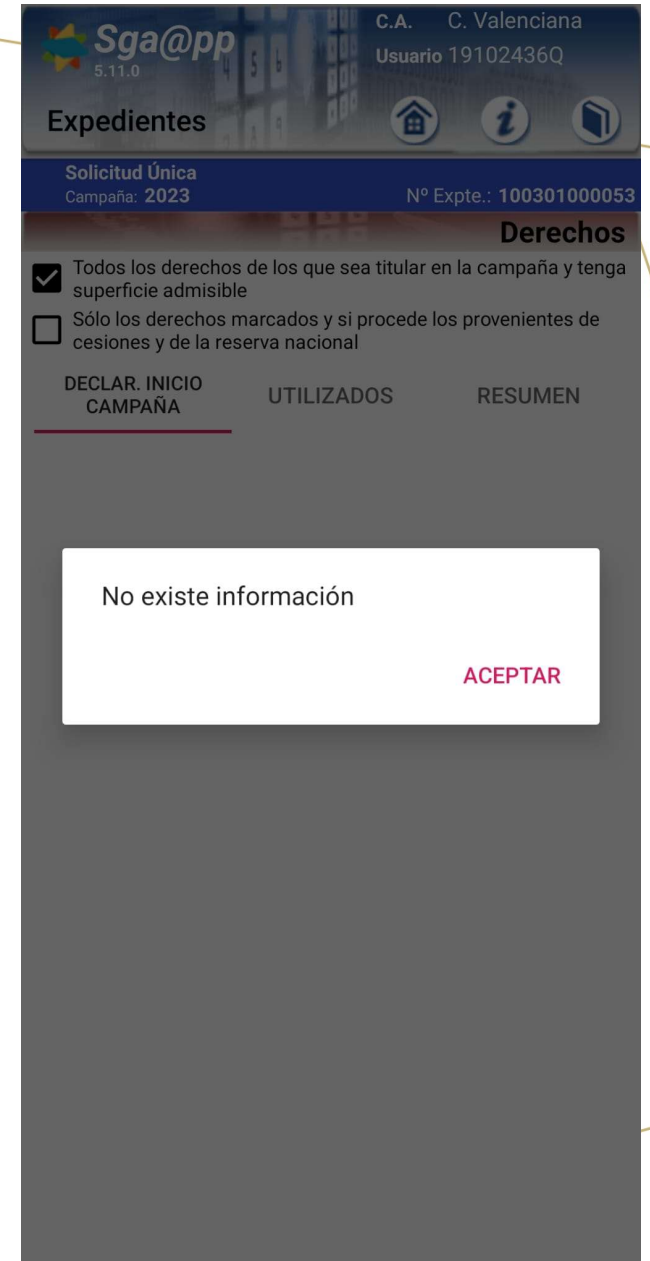 Sga@pp
5.11.0
C.A. C. Valenciana
Usuario 19102436Q
Expedientes
Solicitud Única
Campaña: 2023
Nº Expte.: 100301000053
Derechos
Todos los derechos de los que sea titular en la campaña y tenga
superficie admisible
Sólo los derechos marcados y si procede los provenientes de
cesiones y de la reserva nacional
DECLAR. INICIO
CAMPAÑA
UTILIZADOS
RESUMEN
No existe información
ACEPTAR